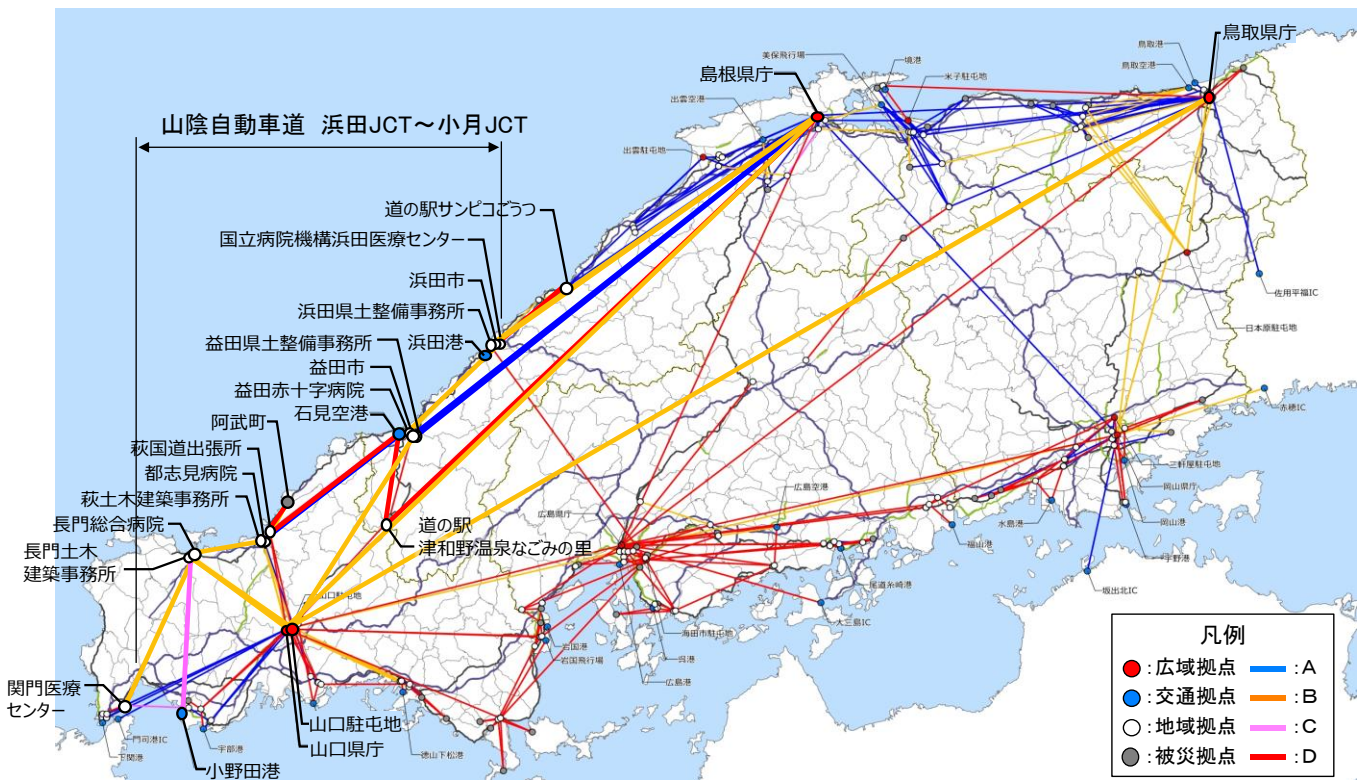 鳥取県庁
鳥取港
鳥取空港
美保飛行場
境港
米子駐屯地
島根県庁
出雲空港
出雲駐屯地
山陰自動車道 浜田JCT～小月JCT
道の駅サンピコごうつ
国立病院機構浜田医療センター
浜田市
浜田県土整備事務所
浜田港
益田県土整備事務所
益田市
益田赤十字病院
石見空港
阿武町
萩国道出張所
都志見病院
萩土木建築事務所
長門総合病院
長門土木
建築事務所
道の駅
津和野温泉なごみの里
佐用平福IC
日本原駐屯地
赤穂IC
三軒屋駐屯地
岡山県庁
岡山港
宇野港
水島港
坂出北IC
福山港
尾道糸崎港
大三島IC
広島空港
広島県庁
海田市駐屯地
呉港
広島港
岩国港
岩国飛行場
山口駐屯地
関門医療
センター
門司港IC
下関港
小野田港
宇部港
山口駐屯地
山口県庁
徳山下松港
凡例
:広域拠点
:A
:交通拠点
:B
:地域拠点
:C
:被災拠点
:D